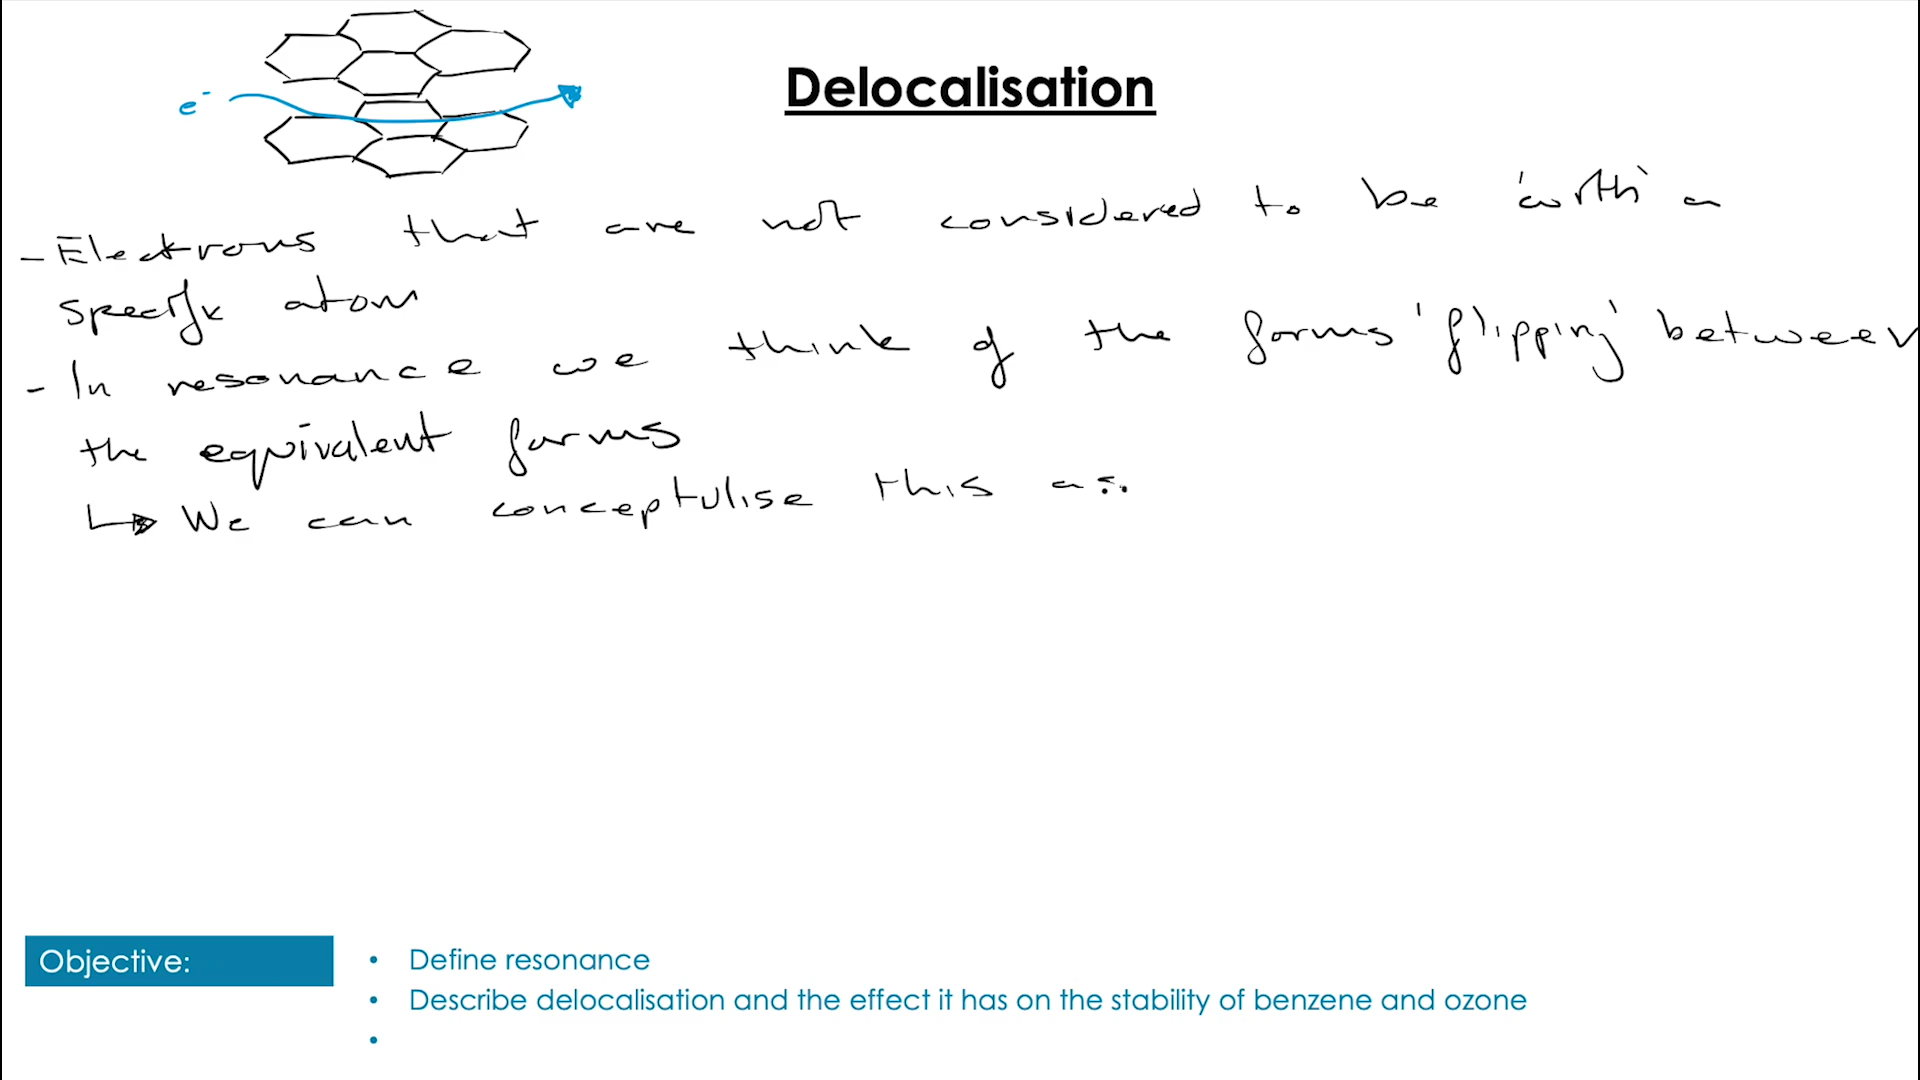 Delocalisation
e⁻
- Electrons that are not considered to be 'with' a
specific atom
- In resonance we think of the forms 'flipping' between
the equivalent forms
↳ We can conceptulise this as:
Objective:
• Define resonance
• Describe delocalisation and the effect it has on the stability of benzene and ozone
•